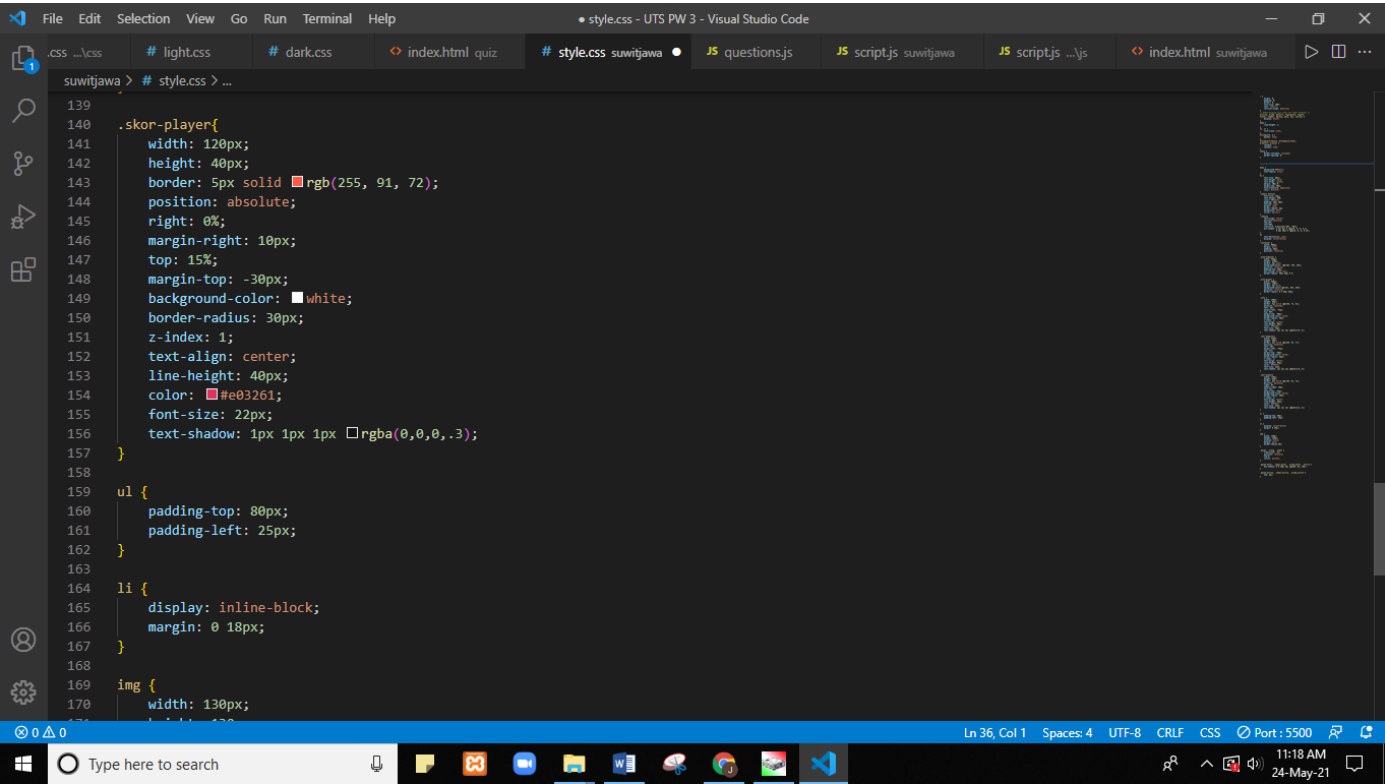 File Edit Selection View Go Run Terminal Help ● style.css - UTS PW 3 - Visual Studio Code
.css ...\css # light.css # dark.css <> index.html quiz # style.css suwitjawa ● JS questions.js JS script.js suwitjawa JS script.js ...\js <> index.html suwitjawa ...
1
suwitjawa > # style.css > ...
139
140 .skor-player{
141 width: 120px;
142 height: 40px;
143 border: 5px solid rgb(255, 91, 72);
144 position: absolute;
145 right: 0%;
146 margin-right: 10px;
147 top: 15%;
148 margin-top: -30px;
149 background-color: white;
150 border-radius: 30px;
151 z-index: 1;
152 text-align: center;
153 line-height: 40px;
154 color: #e03261;
155 font-size: 22px;
156 text-shadow: 1px 1px 1px rgba(0,0,0,.3);
157 }
158
159 ul {
160 padding-top: 80px;
161 padding-left: 25px;
162 }
163
164 li {
165 display: inline-block;
166 margin: 0 18px;
167 }
168
169 img {
170 width: 130px;
0 0 Ln 36, Col 1 Spaces: 4 UTF-8 CRLF CSS Port : 5500
Type here to search
11:18 AM
24-May-21